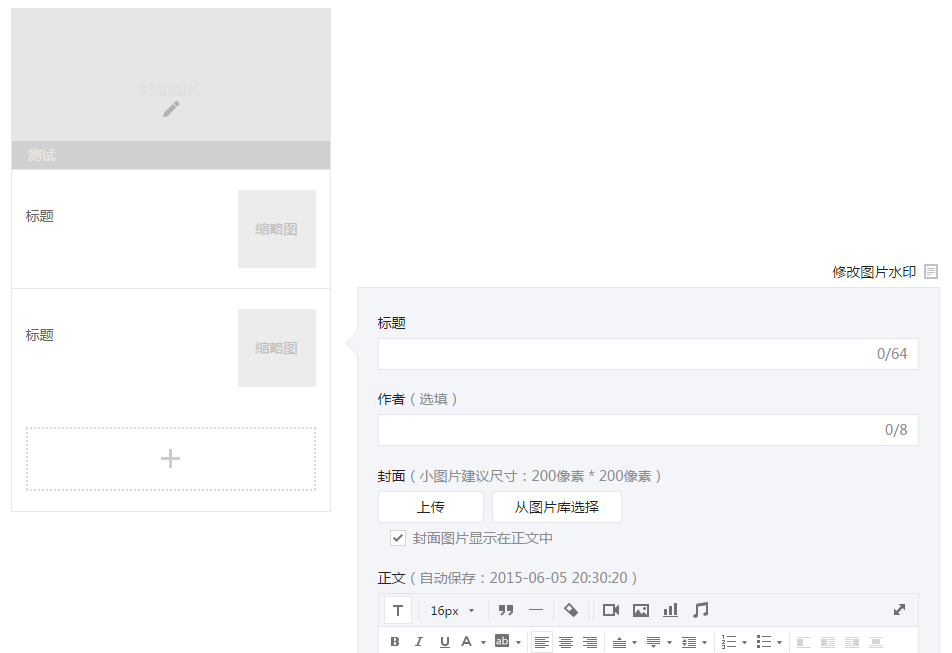 封面图片
测试
标题
缩略图
标题
缩略图
修改图片水印
标题
0/64
作者（选填）
0/8
封面（小图片建议尺寸：200像素 * 200像素）
上传
从图片库选择
封面图片显示在正文中
正文（自动保存：2015-06-05 20:30:20）
T 16px
B I U A ab